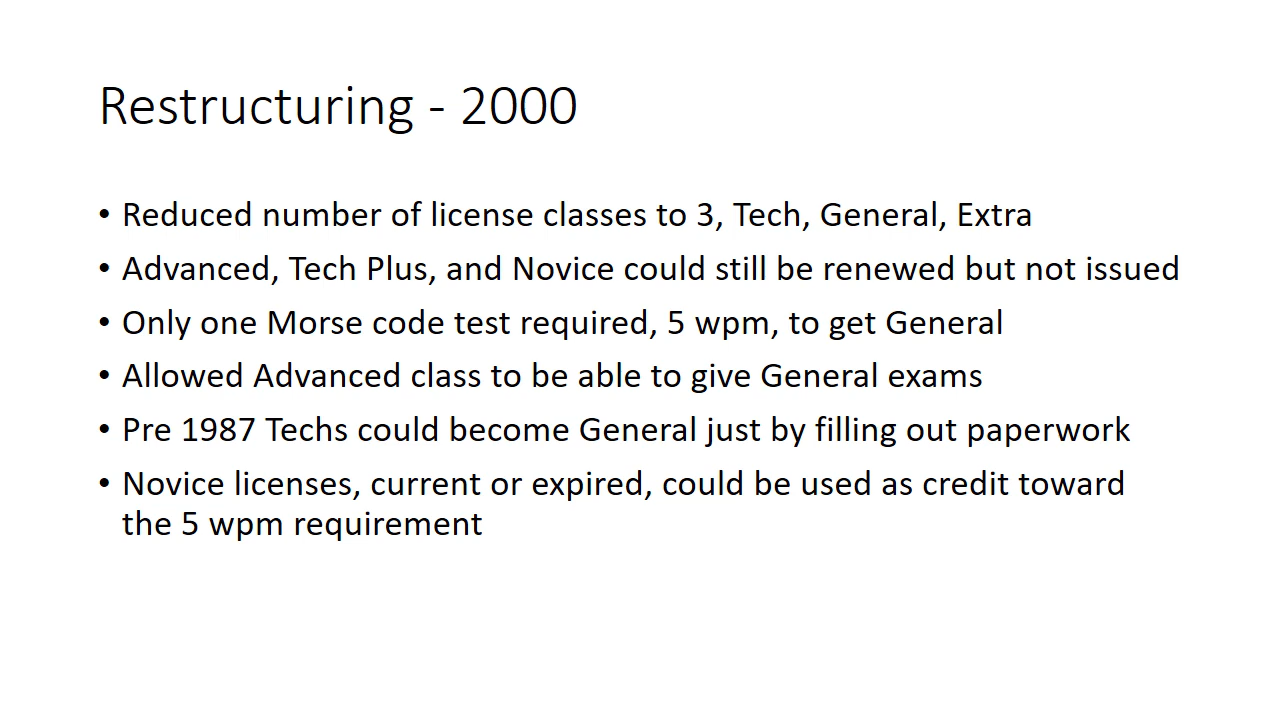 Restructuring - 2000
• Reduced number of license classes to 3, Tech, General, Extra
• Advanced, Tech Plus, and Novice could still be renewed but not issued
• Only one Morse code test required, 5 wpm, to get General
• Allowed Advanced class to be able to give General exams
• Pre 1987 Techs could become General just by filling out paperwork
• Novice licenses, current or expired, could be used as credit toward
the 5 wpm requirement